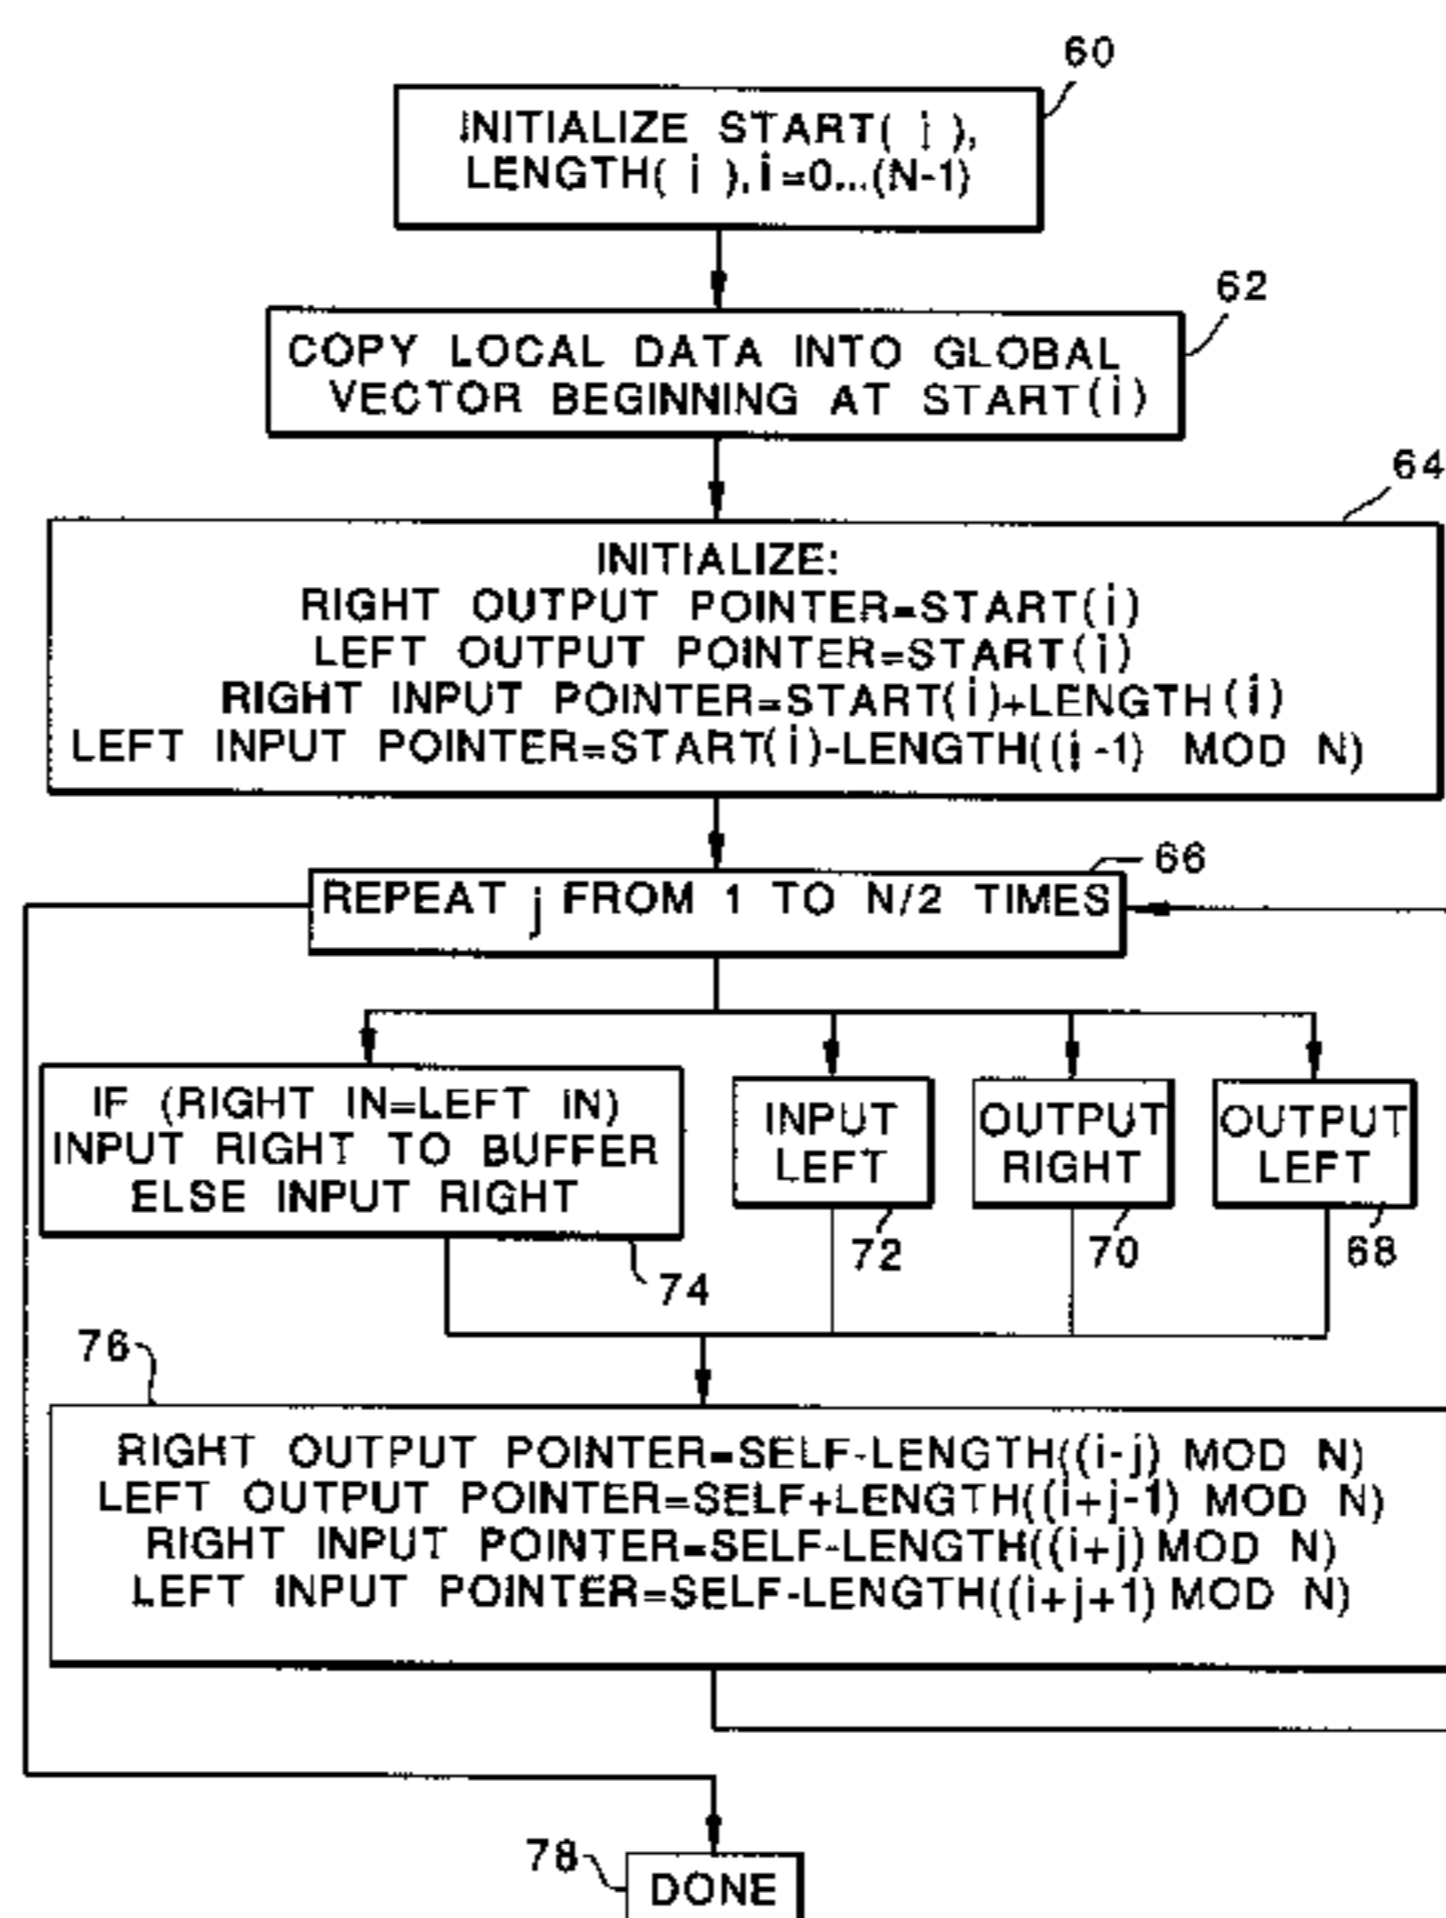 60
INITIALIZE START( i ),
LENGTH( i ),i=0...(N-1)
62
COPY LOCAL DATA INTO GLOBAL
VECTOR BEGINNING AT START(i)
64
INITIALIZE:
RIGHT OUTPUT POINTER=START(i)
LEFT OUTPUT POINTER=START(i)
RIGHT INPUT POINTER=START(i)+LENGTH(i)
LEFT INPUT POINTER=START(i)-LENGTH((i-1) MOD N)
66
REPEAT j FROM 1 TO N/2 TIMES
IF (RIGHT IN=LEFT IN)
INPUT RIGHT TO BUFFER
ELSE INPUT RIGHT
74
INPUT
LEFT
72
OUTPUT
RIGHT
70
OUTPUT
LEFT
68
76
RIGHT OUTPUT POINTER=SELF-LENGTH((i-j) MOD N)
LEFT OUTPUT POINTER=SELF+LENGTH((i+j-1) MOD N)
RIGHT INPUT POINTER=SELF-LENGTH((i+j) MOD N)
LEFT INPUT POINTER=SELF-LENGTH((i+j+1) MOD N)
78
DONE